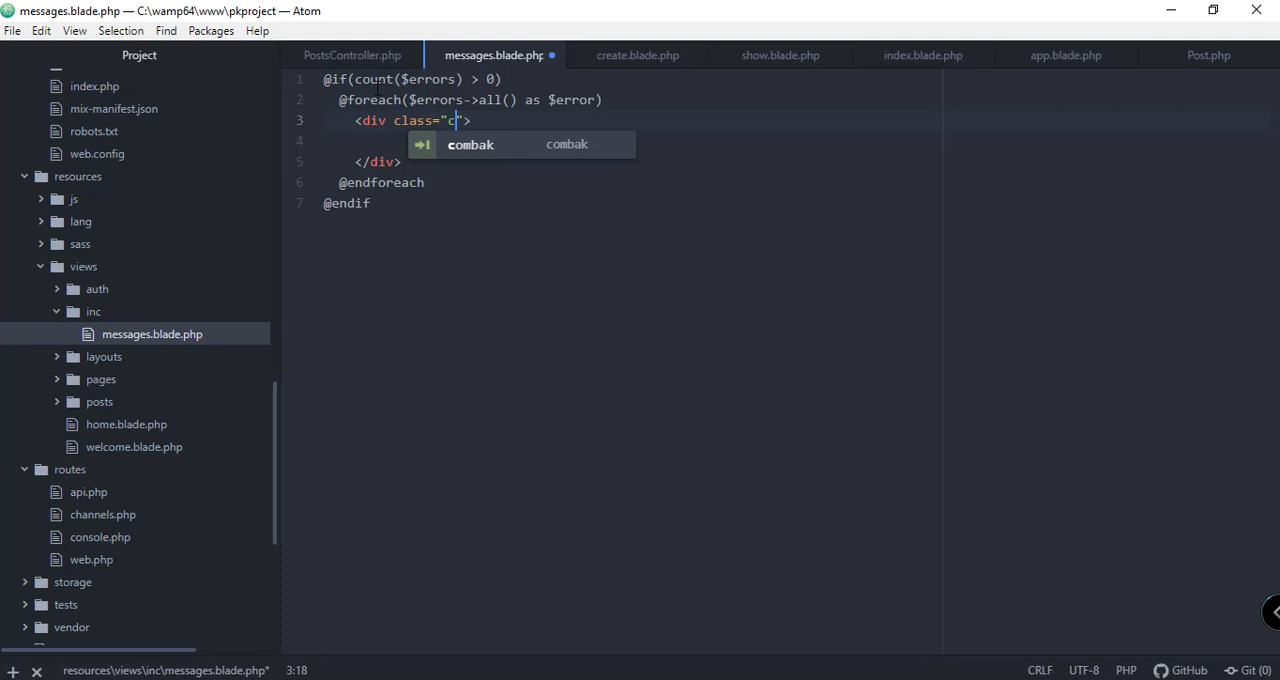 messages.blade.php — C:\wamp64\www\pkproject — Atom
File Edit View Selection Find Packages Help
Project
PostsController.php messages.blade.php create.blade.php show.blade.php index.blade.php app.blade.php Post.php
index.php
mix-manifest.json
robots.txt
web.config
resources
js
lang
sass
views
auth
inc
messages.blade.php
layouts
pages
posts
home.blade.php
welcome.blade.php
routes
api.php
channels.php
console.php
web.php
storage
tests
vendor
1 @if(count($errors) > 0)
2 @foreach($errors->all() as $error)
3 <div class="c">
4
combak combak
5 </div>
6 @endforeach
7 @endif
resources\views\inc\messages.blade.php* 3:18 CRLF UTF-8 PHP GitHub Git (0)